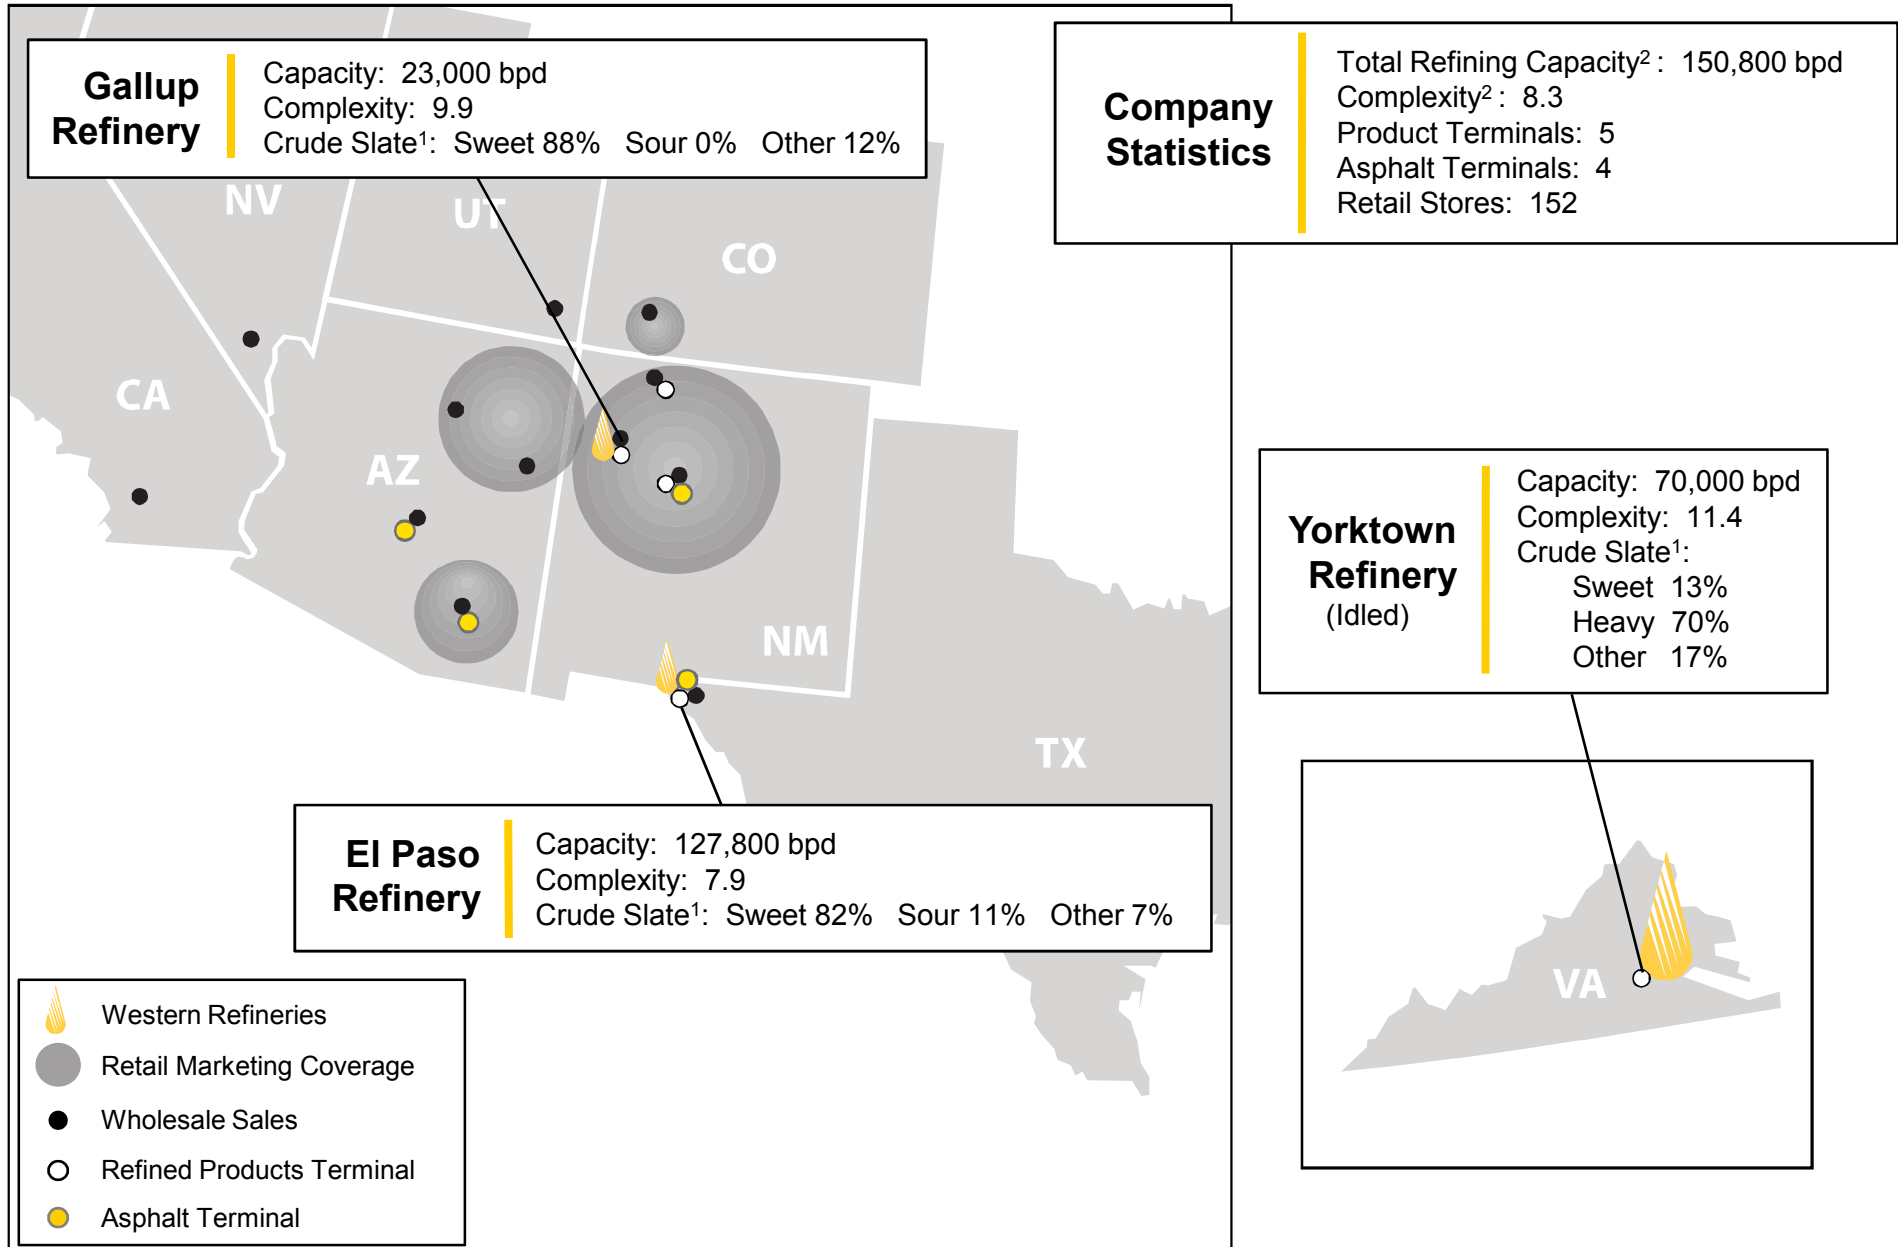 Gallup
Refinery
Capacity: 23,000 bpd
Complexity: 9.9
Crude Slate¹: Sweet 88% Sour 0% Other 12%
Company
Statistics
Total Refining Capacity² : 150,800 bpd
Complexity² : 8.3
Product Terminals: 5
Asphalt Terminals: 4
Retail Stores: 152
NV
UT
CO
CA
AZ
NM
TX
Yorktown
Refinery
(Idled)
Capacity: 70,000 bpd
Complexity: 11.4
Crude Slate¹:
Sweet 13%
Heavy 70%
Other 17%
El Paso
Refinery
Capacity: 127,800 bpd
Complexity: 7.9
Crude Slate¹: Sweet 82% Sour 11% Other 7%
VA
Western Refineries
Retail Marketing Coverage
Wholesale Sales
Refined Products Terminal
Asphalt Terminal